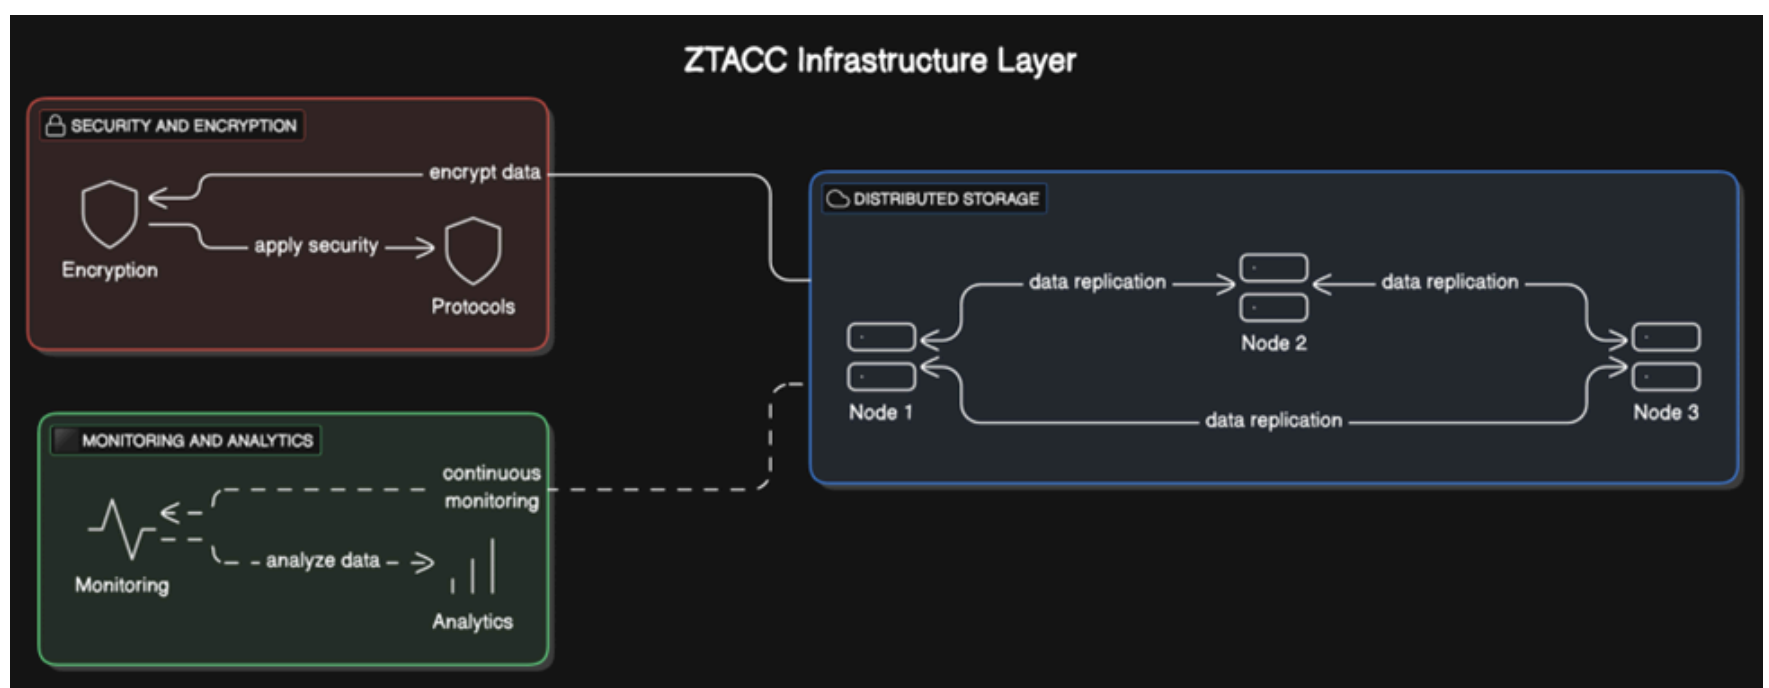 ZTACC Infrastructure Layer
SECURITY AND ENCRYPTION
encrypt data
apply security
Encryption
Protocols
DISTRIBUTED STORAGE
data replication
data replication
Node 2
Node 1
Node 3
data replication
MONITORING AND ANALYTICS
continuous
monitoring
analyze data
Monitoring
Analytics